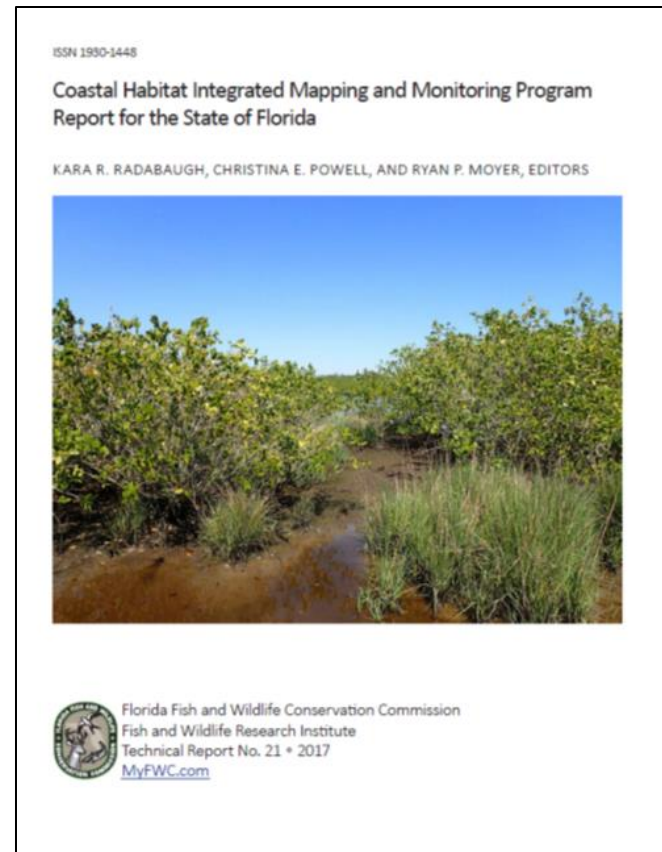 ISSN 1930-1448
Coastal Habitat Integrated Mapping and Monitoring Program
Report for the State of Florida
KARA R. RADABAUGH, CHRISTINA E. POWELL, AND RYAN P. MOYER, EDITORS
Florida Fish and Wildlife Conservation Commission
Fish and Wildlife Research Institute
Technical Report No. 21 • 2017
MyFWC.com